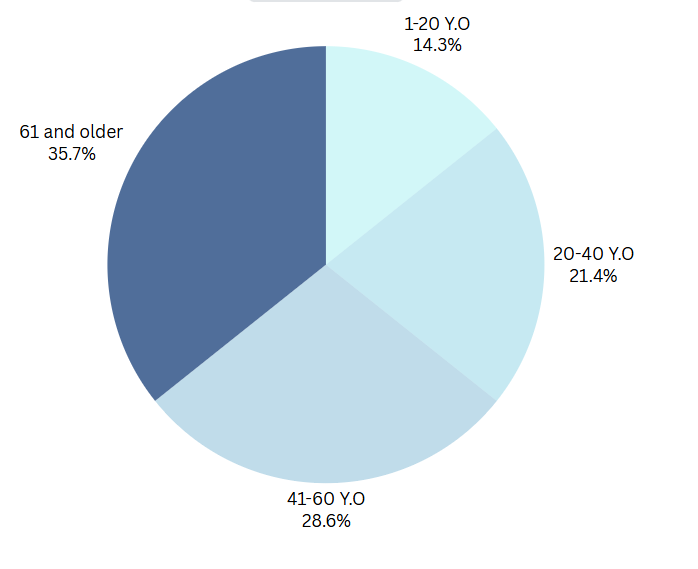 1-20 Y.O
14.3%
61 and older
35.7%
20-40 Y.O
21.4%
41-60 Y.O
28.6%